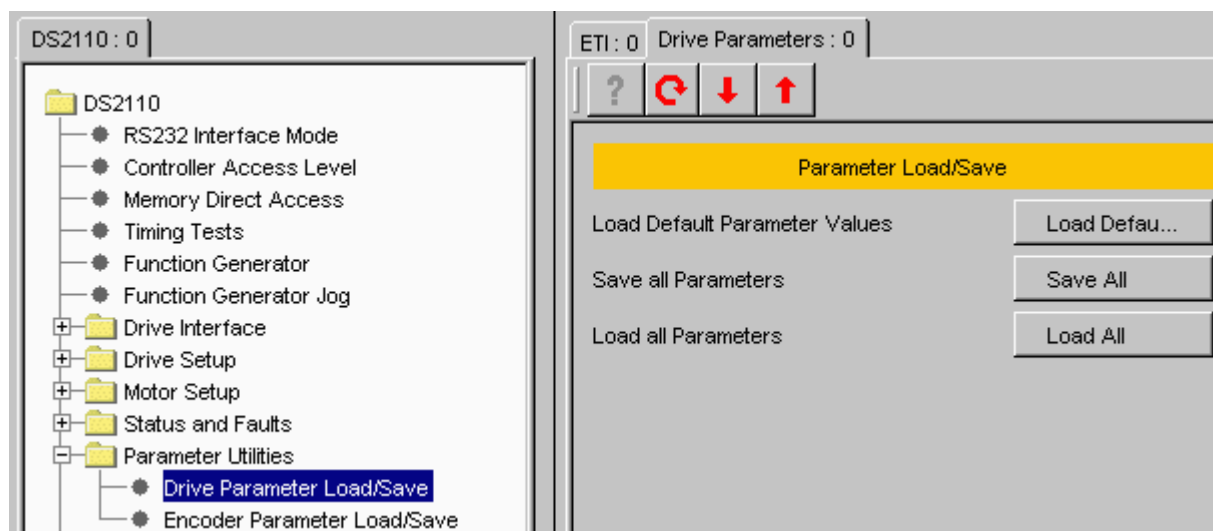 DS2110 : 0
DS2110
RS232 Interface Mode
Controller Access Level
Memory Direct Access
Timing Tests
Function Generator
Function Generator Jog
Drive Interface
Drive Setup
Motor Setup
Status and Faults
Parameter Utilities
Drive Parameter Load/Save
Encoder Parameter Load/Save
ETI : 0 Drive Parameters : 0
?
Parameter Load/Save
Load Default Parameter Values Load Defau...
Save all Parameters Save All
Load all Parameters Load All